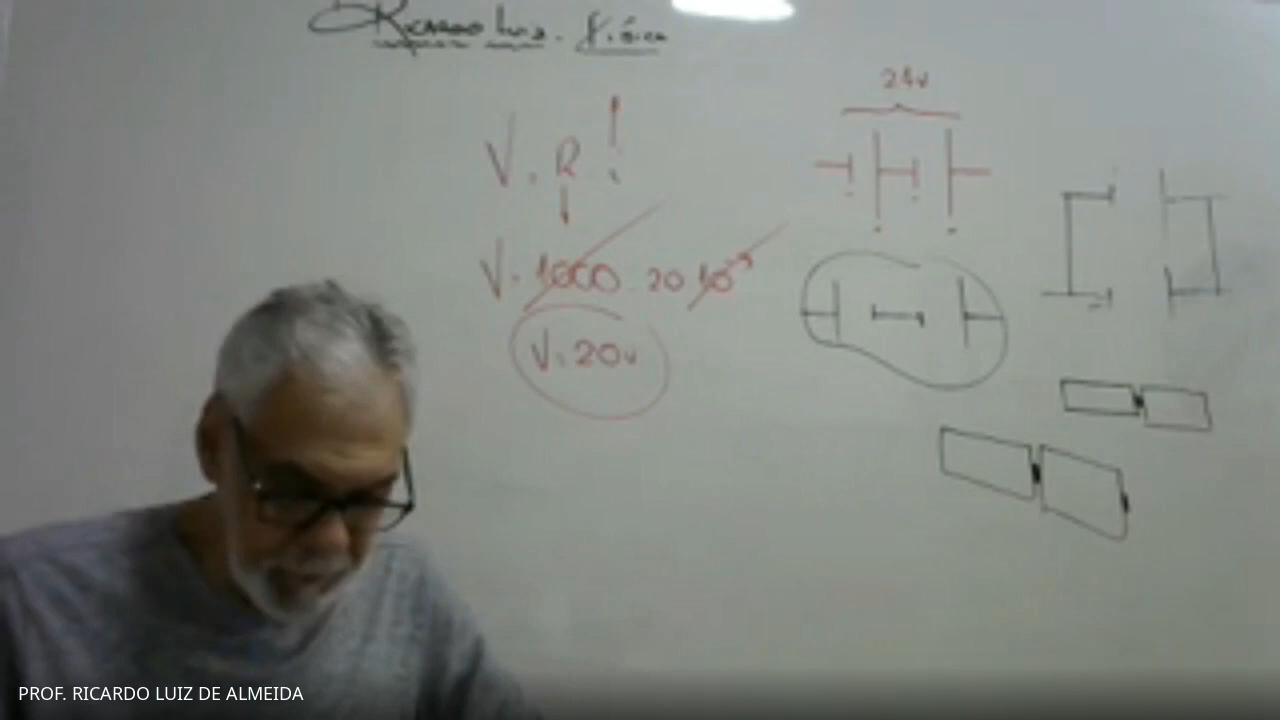 Ricardo Luiz. Física
24v
V = R i
V = 1000 . 20 . 10⁻³
V = 20v
PROF. RICARDO LUIZ DE ALMEIDA